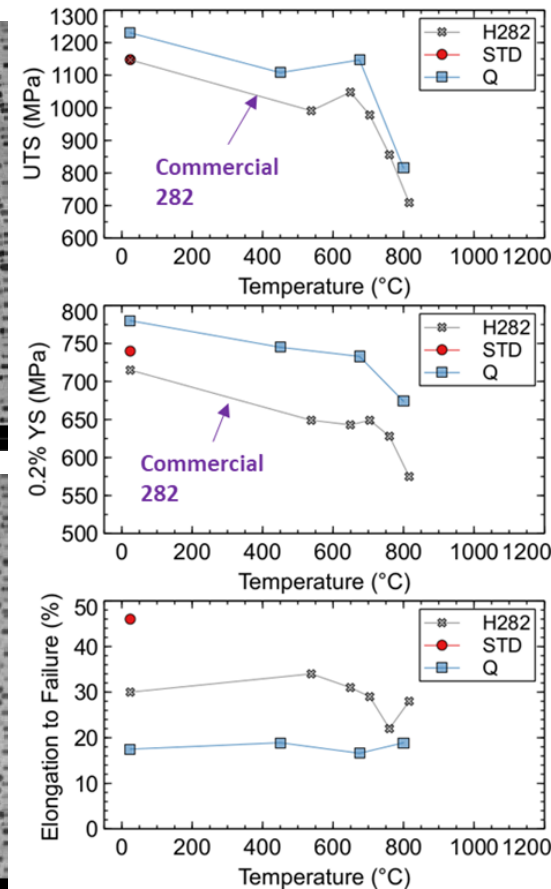 1300
1200
1100
1000
900
800
700
600
UTS (MPa)
H282
STD
Q
Commercial
282
0 200 400 600 800 1000 1200
Temperature (°C)
800
750
700
650
600
550
500
0.2% YS (MPa)
H282
STD
Q
Commercial
282
0 200 400 600 800 1000 1200
Temperature (°C)
50
40
30
20
10
0
Elongation to Failure (%)
H282
STD
Q
0 200 400 600 800 1000 1200
Temperature (°C)